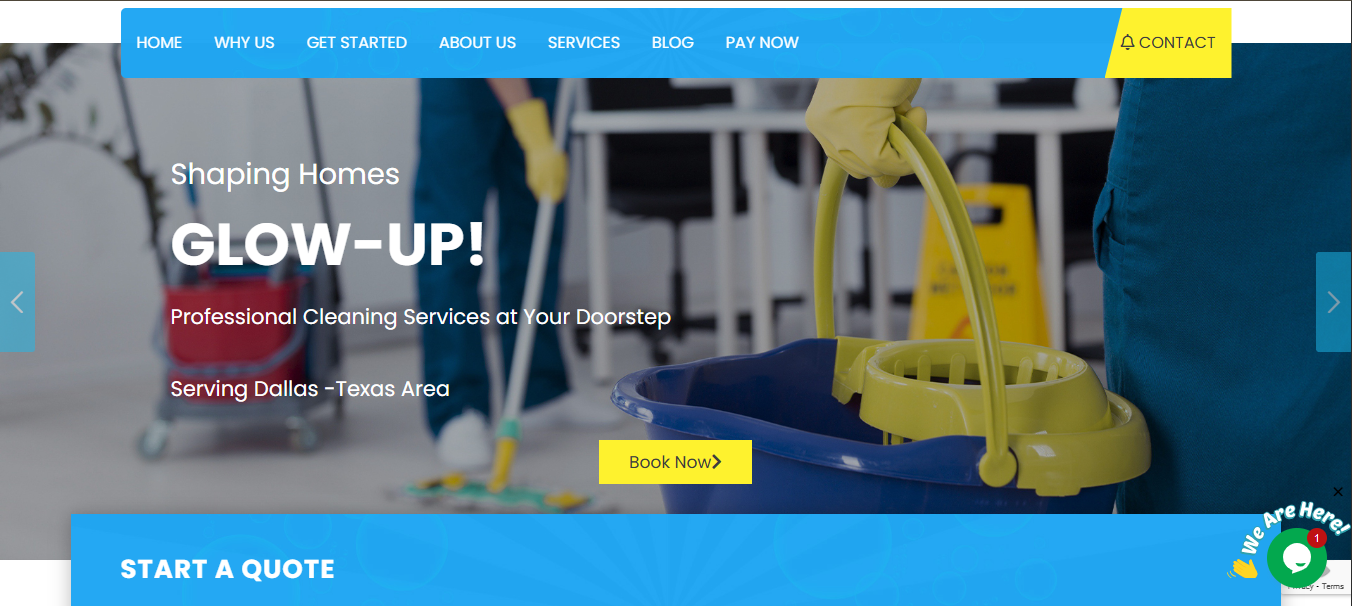 HOME WHY US GET STARTED ABOUT US SERVICES BLOG PAY NOW CONTACT
Shaping Homes
GLOW-UP!
Professional Cleaning Services at Your Doorstep
Serving Dallas -Texas Area
Book Now
START A QUOTE
We Are Here!
1
- Terms